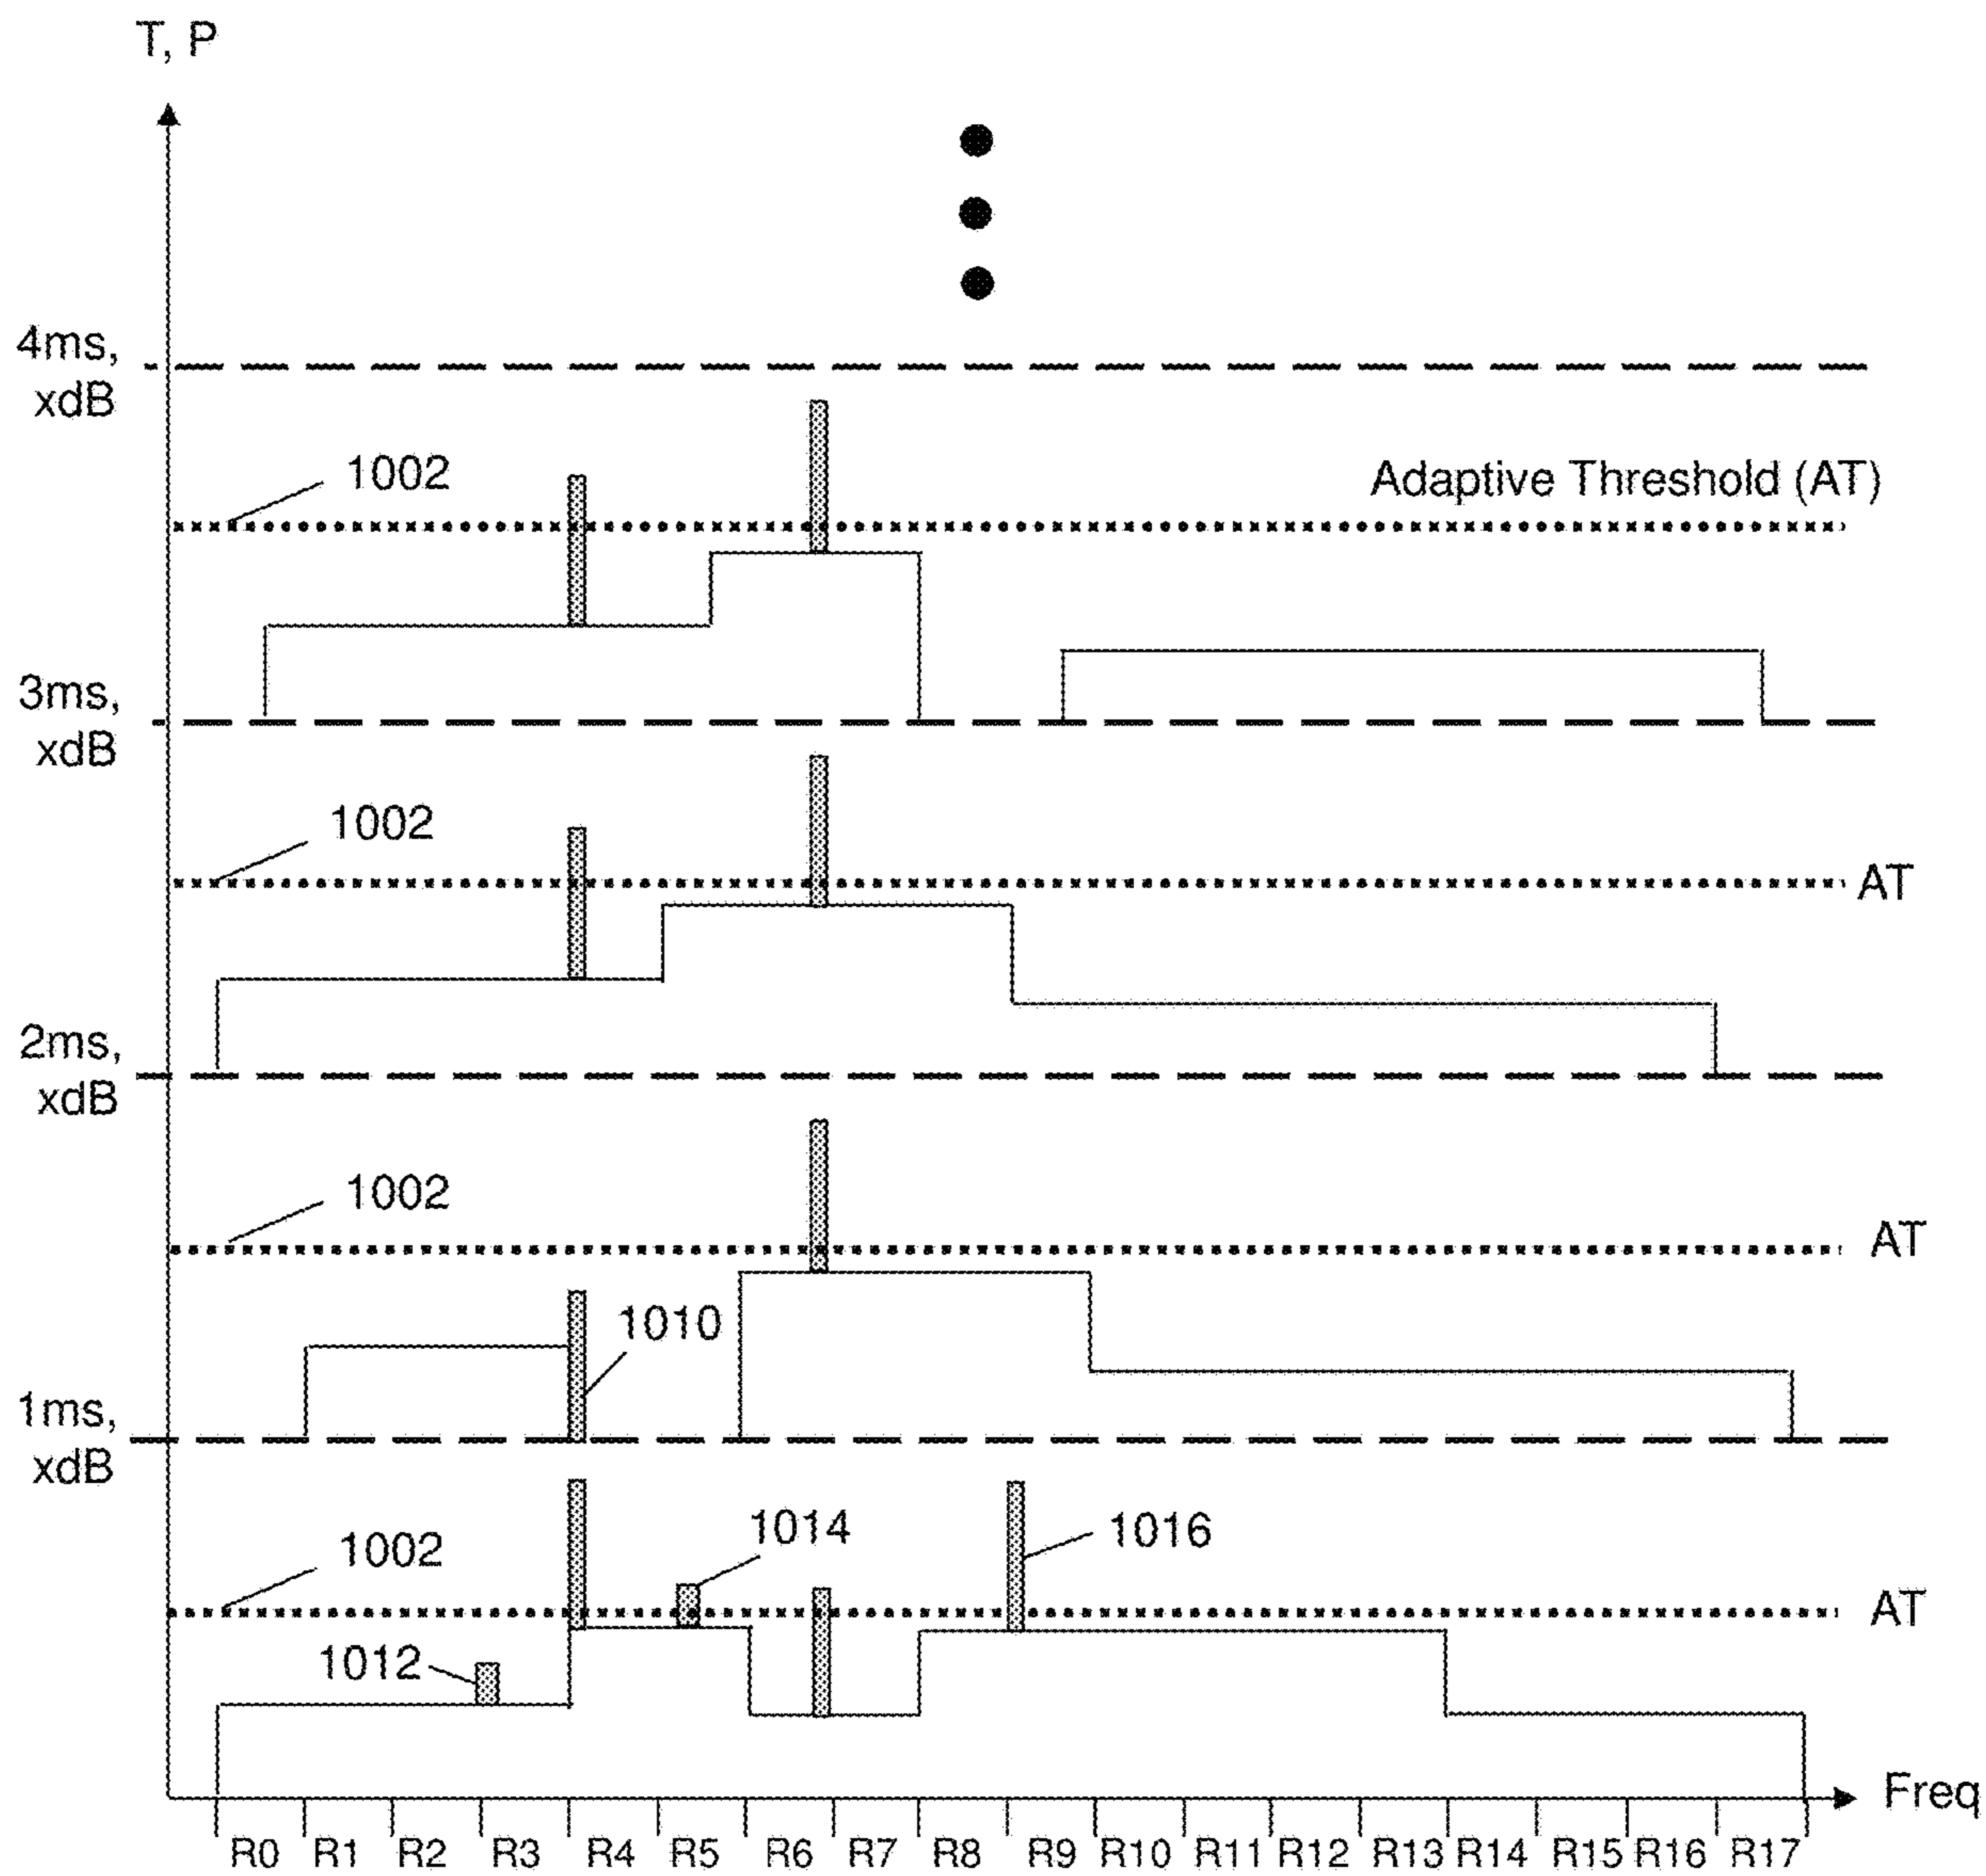 T, P
4ms,
xdB
1002
Adaptive Threshold (AT)
3ms,
xdB
1002
AT
2ms,
xdB
1002
AT
1010
1ms,
xdB
1014
1016
1002
AT
1012
Freq
R0 R1 R2 R3 R4 R5 R6 R7 R8 R9 R10 R11 R12 R13 R14 R15 R16 R17